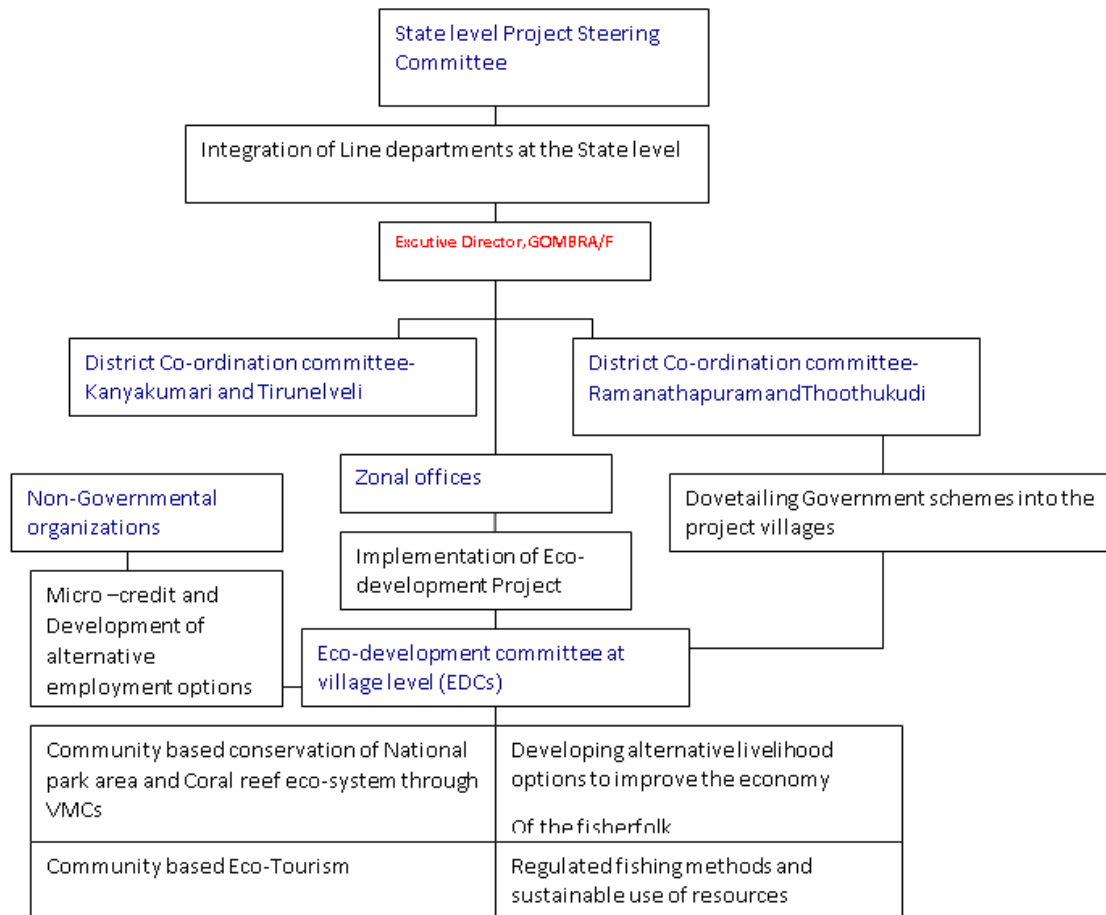 State level Project Steering
Committee
Integration of Line departments at the State level
Excutive Director,GOMBRA/F
District Co-ordination committee-
Kanyakumari and Tirunelveli
District Co-ordination committee-
RamanathapuramandThoothukudi
Non-Governmental
organizations
Zonal offices
Dovetailing Government schemes into the
project villages
Implementation of Eco-
development Project
Micro –credit and
Development of
alternative
employment options
Eco-development committee at
village level (EDCs)
Community based conservation of National
park area and Coral reef eco-system through
VMCs
Developing alternative livelihood
options to improve the economy
Of the fisherfolk
Community based Eco-Tourism
Regulated fishing methods and
sustainable use of resources